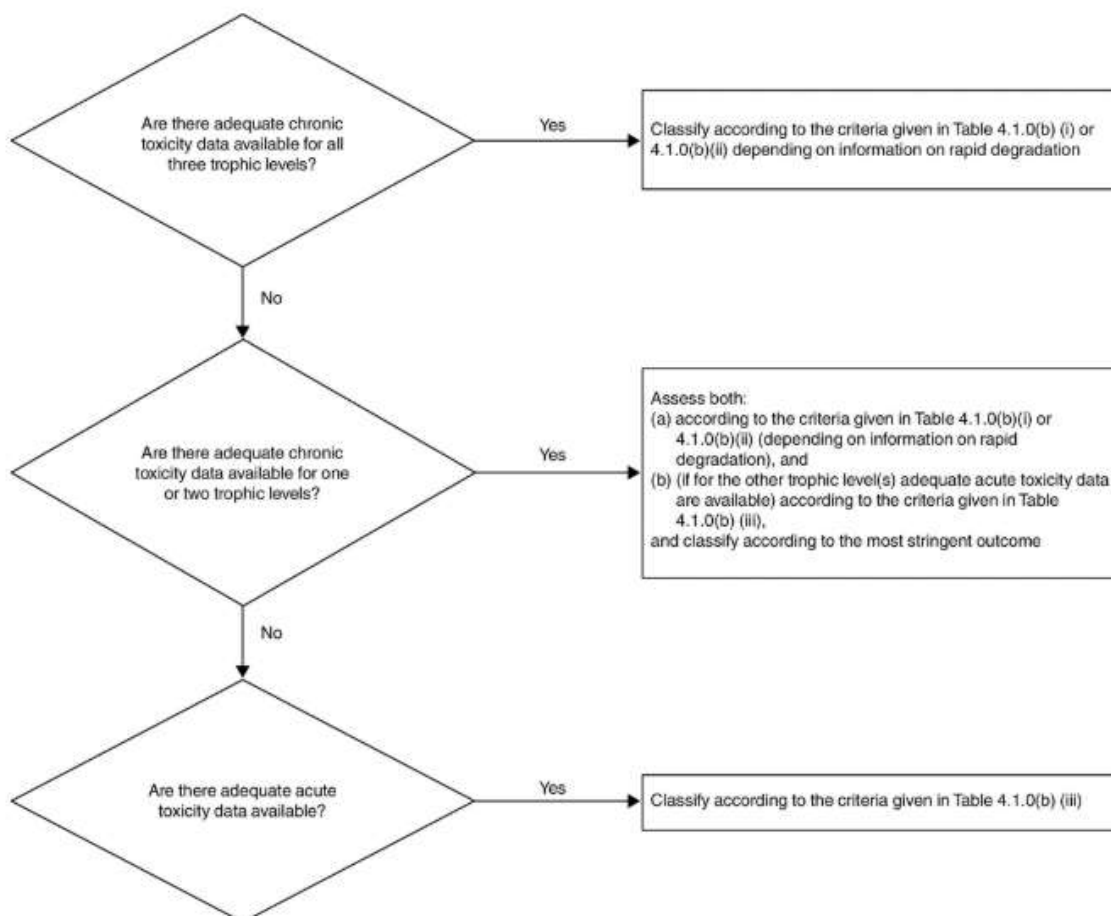 Are there adequate chronic
toxicity data available for all
three trophic levels?
Yes
Classify according to the criteria given in Table 4.1.0(b) (i) or
4.1.0(b)(ii) depending on information on rapid degradation
No
Are there adequate chronic
toxicity data available for one
or two trophic levels?
Yes
Assess both:
(a) according to the criteria given in Table 4.1.0(b)(i) or
4.1.0(b)(ii) (depending on information on rapid
degradation), and
(b) (if for the other trophic level(s) adequate acute toxicity data
are available) according to the criteria given in Table
4.1.0(b) (iii),
and classify according to the most stringent outcome
No
Are there adequate acute
toxicity data available?
Yes
Classify according to the criteria given in Table 4.1.0(b) (iii)